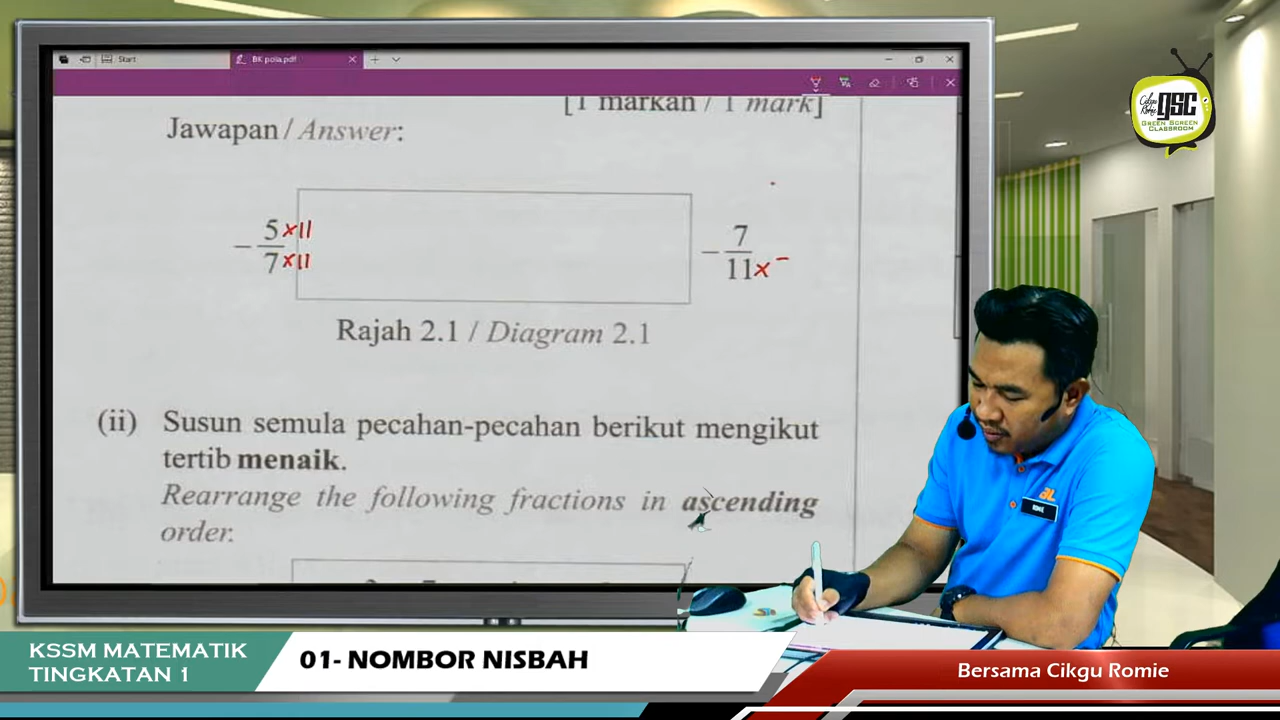 Start
BK pola.pdf
[1 markah / 1 mark]
Jawapan / Answer:
5 ×11
−
7 ×11
7
−
11 ×
Rajah 2.1 / Diagram 2.1
(ii) Susun semula pecahan-pecahan berikut mengikut
tertib menaik.
Rearrange the following fractions in ascending
order.
Cikgu Romie
GSC
GREEN SCREEN
CLASSROOM
KSSM MATEMATIK
TINGKATAN 1
01- NOMBOR NISBAH
Bersama Cikgu Romie